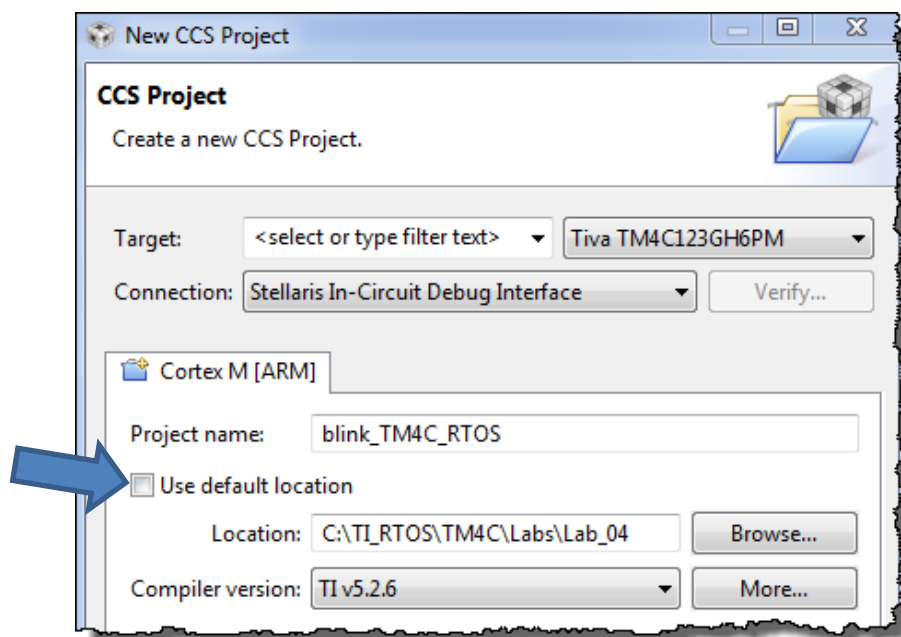 New CCS Project
CCS Project
Create a new CCS Project.
Target: <select or type filter text> Tiva TM4C123GH6PM
Connection: Stellaris In-Circuit Debug Interface Verify...
Cortex M [ARM]
Project name: blink_TM4C_RTOS
Use default location
Location: C:\TI_RTOS\TM4C\Labs\Lab_04 Browse...
Compiler version: TI v5.2.6 More...